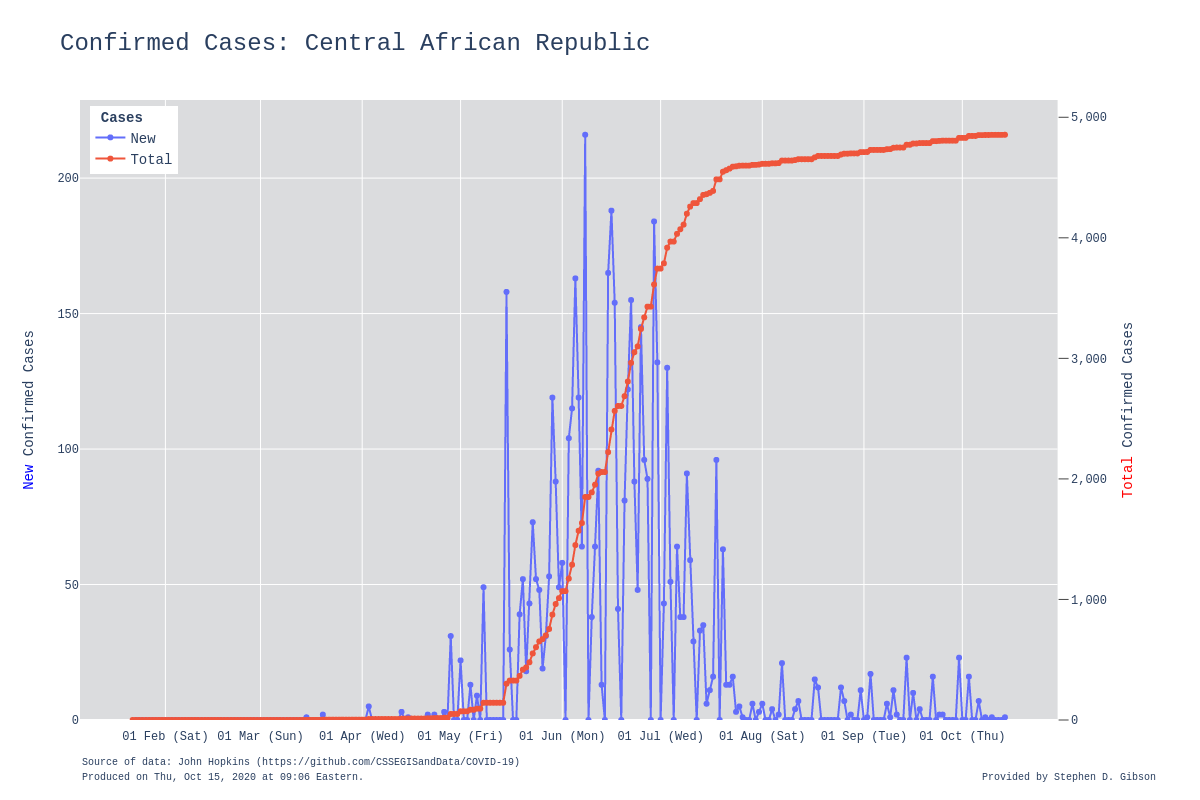 Confirmed Cases: Central African Republic
Cases
New
Total
200
150
100
50
0
5,000
4,000
3,000
2,000
1,000
0
New Confirmed Cases
Total Confirmed Cases
01 Feb (Sat) 01 Mar (Sun) 01 Apr (Wed) 01 May (Fri) 01 Jun (Mon) 01 Jul (Wed) 01 Aug (Sat) 01 Sep (Tue) 01 Oct (Thu)
Source of data: John Hopkins (https://github.com/CSSEGISandData/COVID-19)
Produced on Thu, Oct 15, 2020 at 09:06 Eastern.
Provided by Stephen D. Gibson